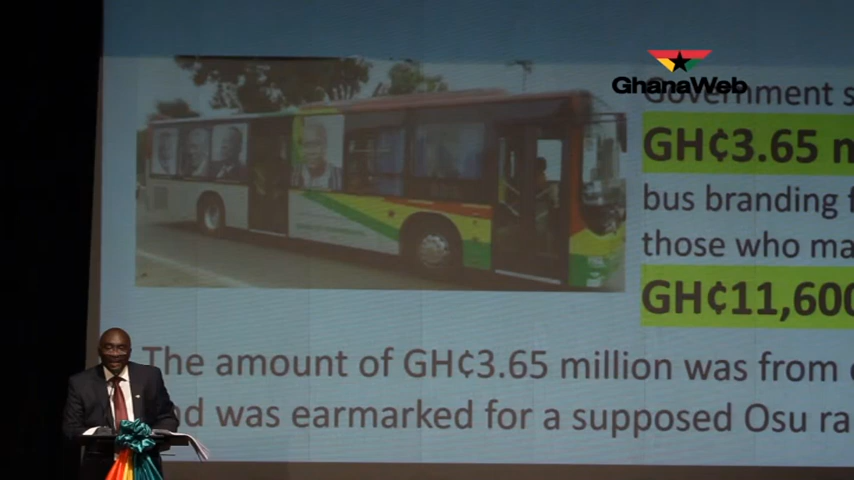 GhanaWeb
Government s
GH¢3.65 m
bus branding f
those who ma
GH¢11,600
The amount of GH¢3.65 million was from
and was earmarked for a supposed Osu ra